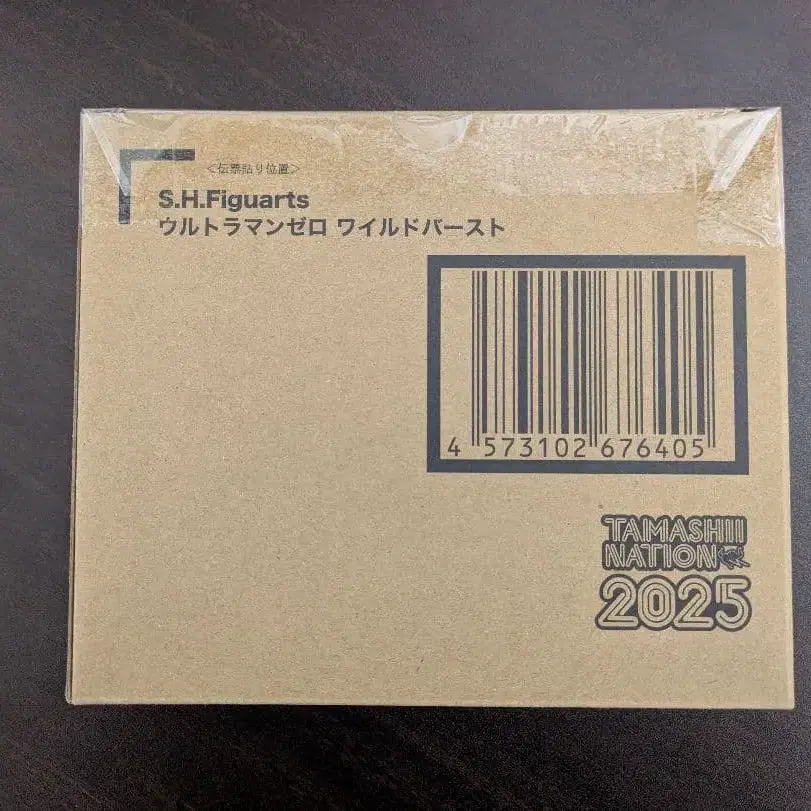 ＜伝票貼り位置＞
S.H.Figuarts
ウルトラマンゼロ ワイルドバースト
4 573102 676405
TAMASHII
NATION
2025